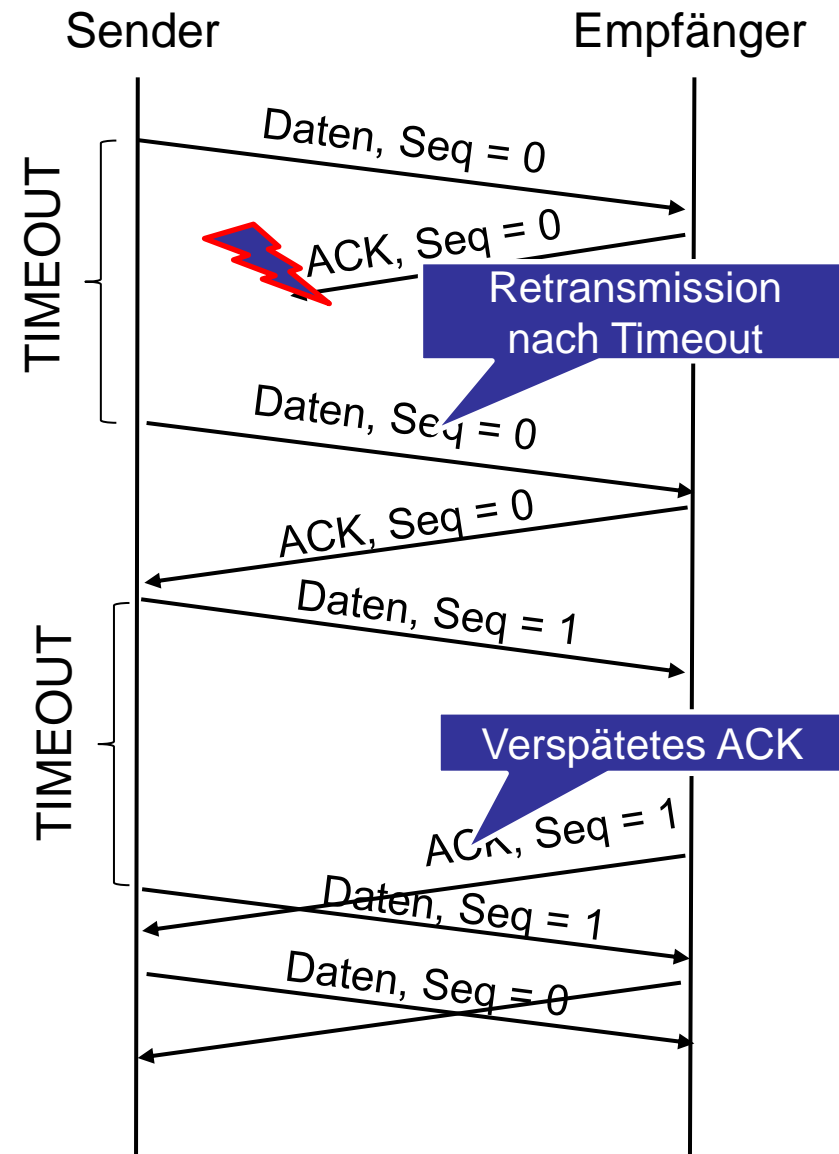 Sender
Empfänger
Daten, Seq = 0
TIMEOUT
ACK, Seq = 0
Retransmission
nach Timeout
Daten, Seq = 0
ACK, Seq = 0
Daten, Seq = 1
TIMEOUT
Verspätetes ACK
ACK, Seq = 1
Daten, Seq = 1
Daten, Seq = 0